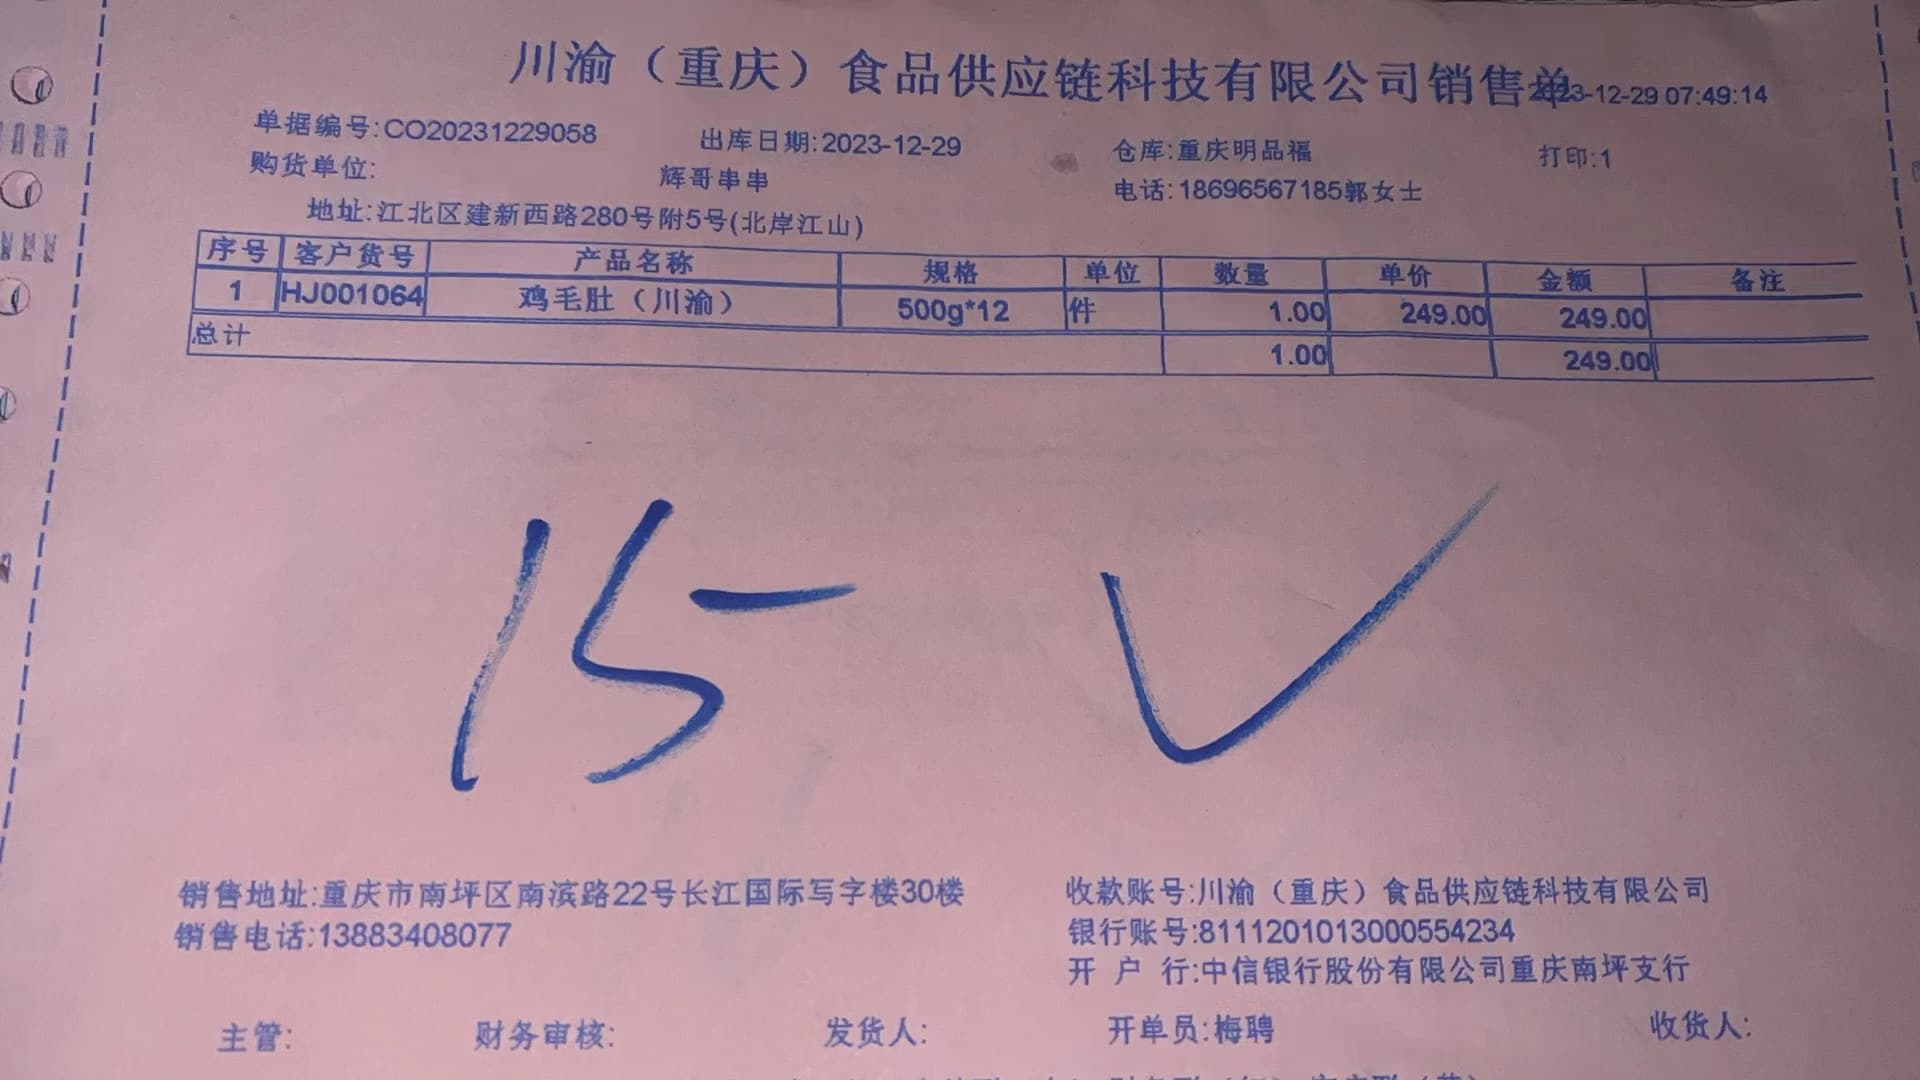 川渝（重庆）食品供应链科技有限公司销售单 2023-12-29 07:49:14
单据编号:CO20231229058 出库日期:2023-12-29 仓库:重庆明品福 打印:1
购货单位: 辉哥串串 电话:18696567185郭女士
地址:江北区建新西路280号附5号(北岸江山)
序号 客户货号 产品名称 规格 单位 数量 单价 金额 备注
1 HJ001064 鸡毛肚（川渝） 500g*12 件 1.00 249.00 249.00
总计 1.00 249.00
15
销售地址:重庆市南坪区南滨路22号长江国际写字楼30楼 收款账号:川渝（重庆）食品供应链科技有限公司
销售电话:13883408077 银行账号:8111201013000554234
开 户 行:中信银行股份有限公司重庆南坪支行
主管: 财务审核: 发货人: 开单员:梅聘 收货人: